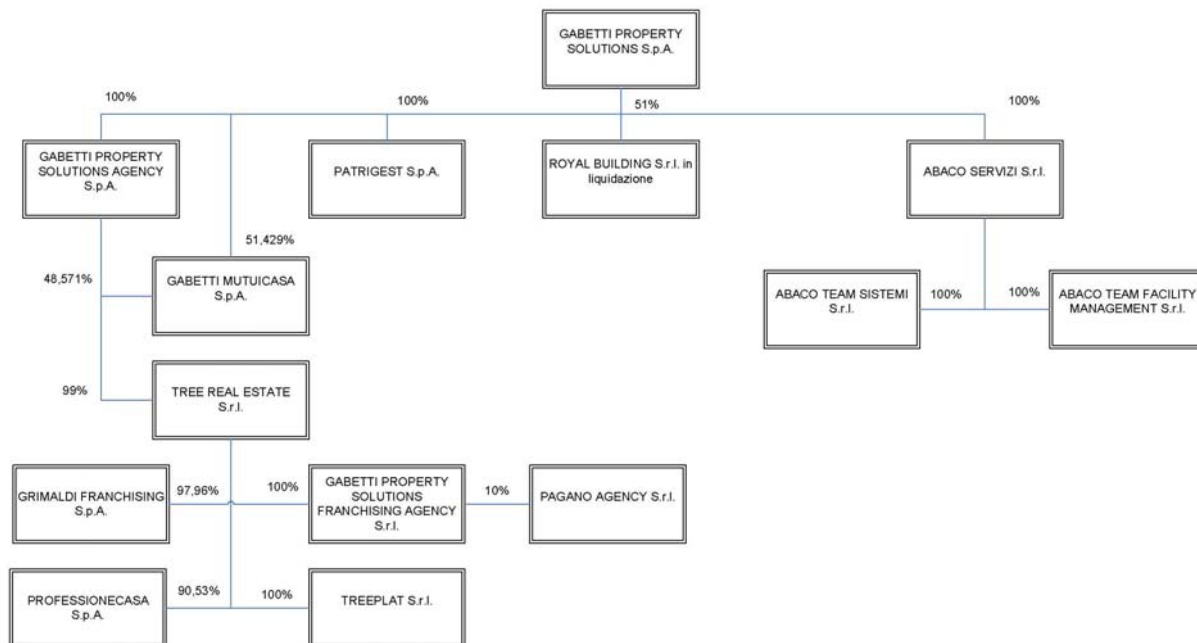 GABETTI PROPERTY
SOLUTIONS S.p.A.
100%
100%
51%
100%
GABETTI PROPERTY
SOLUTIONS AGENCY
S.p.A.
PATRIGEST S.p.A.
ROYAL BUILDING S.r.l. in
liquidazione
ABACO SERVIZI S.r.l.
51,429%
48,571%
GABETTI MUTUICASA
S.p.A.
ABACO TEAM SISTEMI
S.r.l.
100%
100%
ABACO TEAM FACILITY
MANAGEMENT S.r.l.
99%
TREE REAL ESTATE
S.r.l.
GRIMALDI FRANCHISING
S.p.A.
97,96%
100%
GABETTI PROPERTY
SOLUTIONS
FRANCHISING AGENCY
S.r.l.
10%
PAGANO AGENCY S.r.l.
PROFESSIONECASA
S.p.A.
90,53%
100%
TREEPLAT S.r.l.